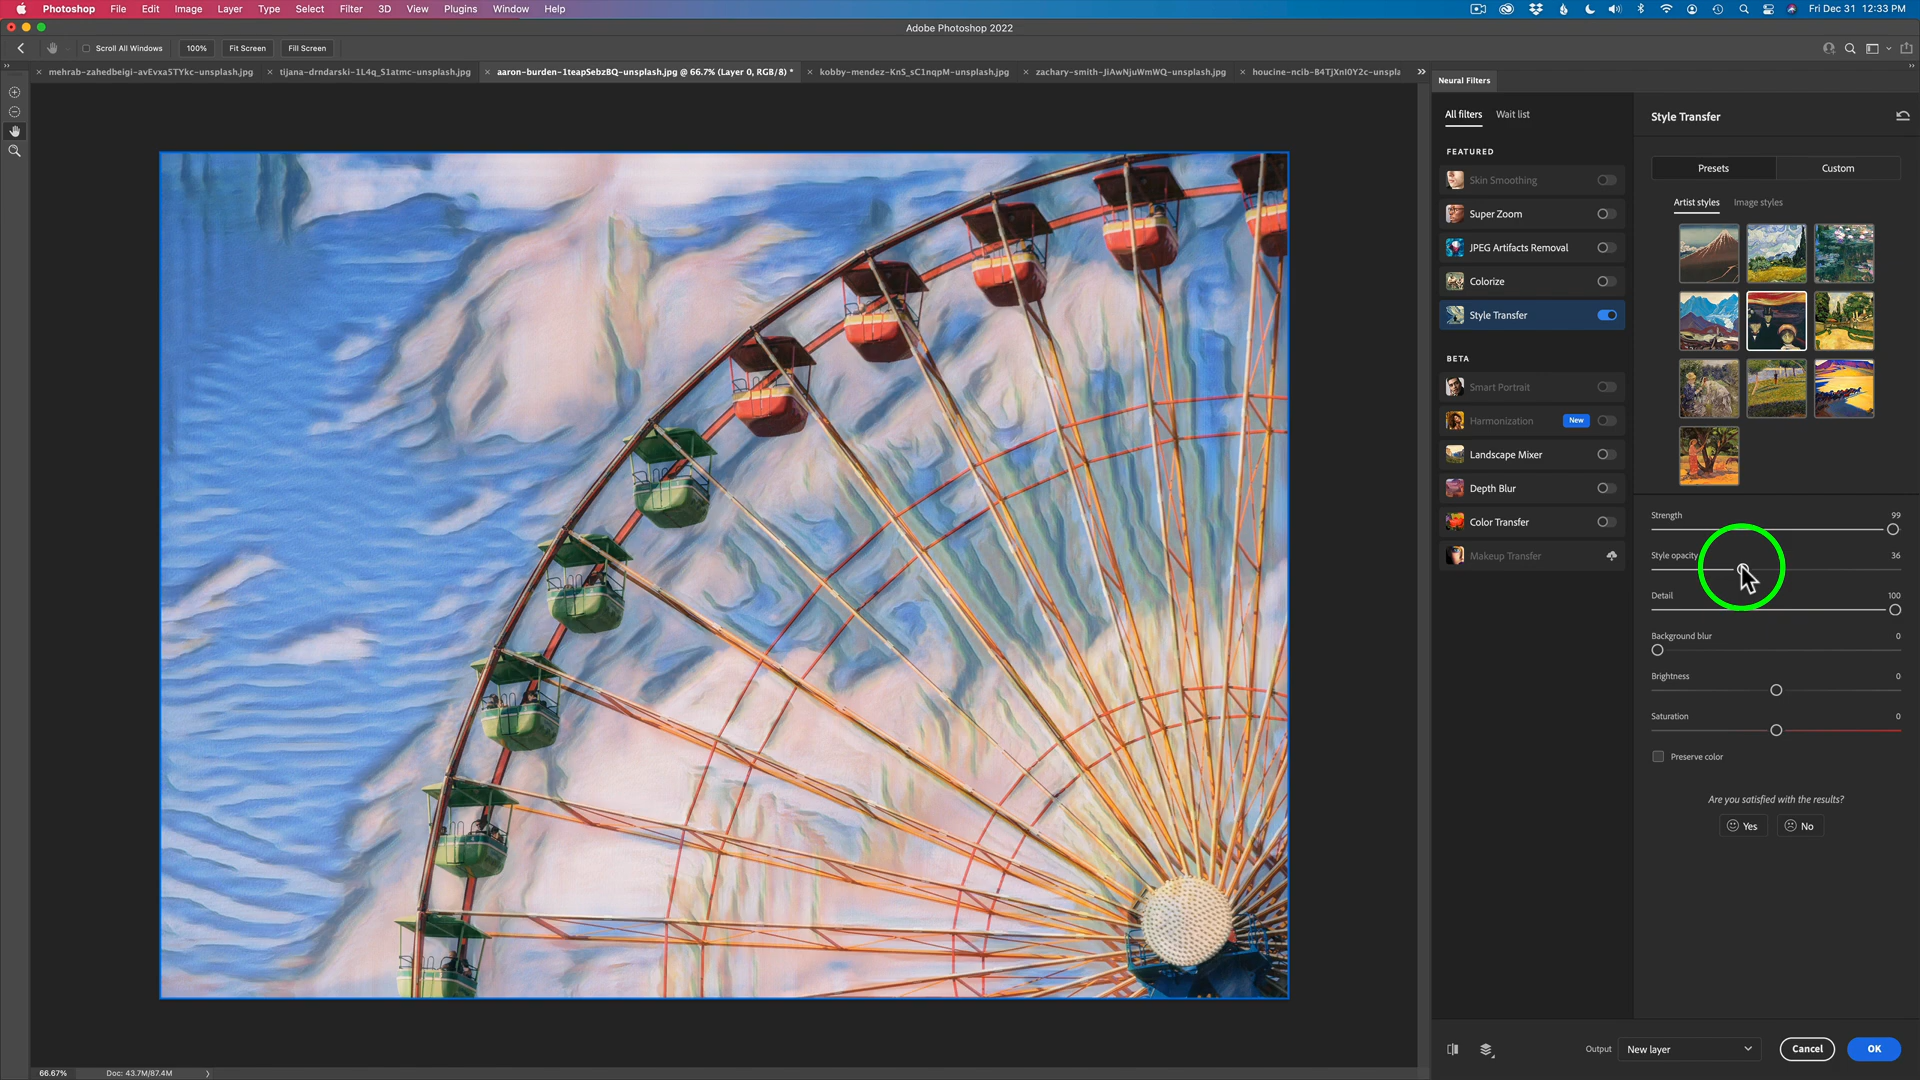 Photoshop File Edit Image Layer Type Select Filter 3D View Plugins Window Help Fri Dec 31 12:33 PM
Adobe Photoshop 2022
Scroll All Windows 100% Fit Screen Fill Screen
mehrab-zahedbeigi-avEvxa5TYkc-unsplash.jpg tijana-drndarski-1L4q_S1atmc-unsplash.jpg aaron-burden-1teapSebzBQ-unsplash.jpg @ 66.7% (Layer 0, RGB/8) * kobby-mendez-KnS_sC1nqpM-unsplash.jpg zachary-smith-JiAwNjuWmWQ-unsplash.jpg houcine-ncib-B4TjXnI0Y2c-unspla
Neural Filters
All filters Wait list
FEATURED
Skin Smoothing
Super Zoom
JPEG Artifacts Removal
Colorize
Style Transfer
BETA
Smart Portrait
Harmonization New
Landscape Mixer
Depth Blur
Color Transfer
Makeup Transfer
Style Transfer
Presets Custom
Artist styles Image styles
Strength 99
Style opacity 36
Detail 100
Background blur 0
Brightness 0
Saturation 0
Preserve color
Are you satisfied with the results?
Yes No
Output New layer Cancel OK
66.67% Doc: 43.7M/87.4M